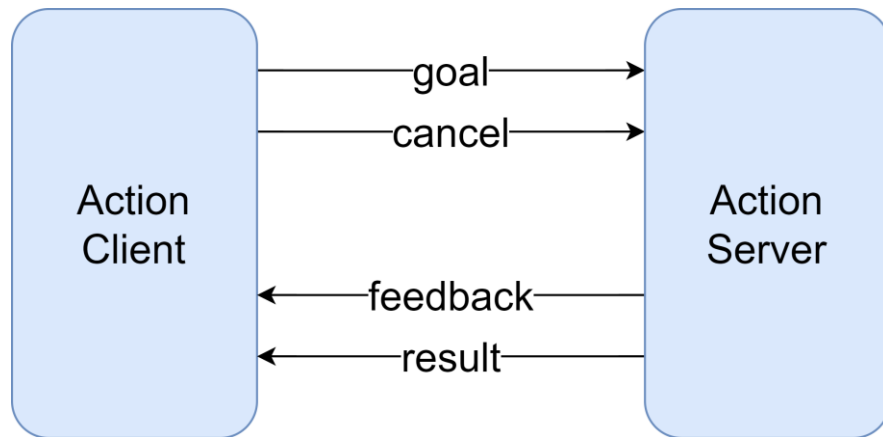 goal
cancel
Action
Client
Action
Server
feedback
result